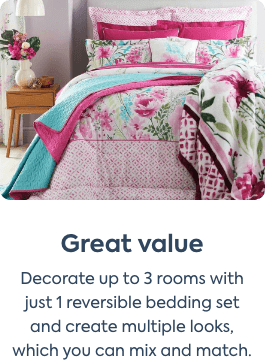 Great value
Decorate up to 3 rooms with
just 1 reversible bedding set
and create multiple looks,
which you can mix and match.